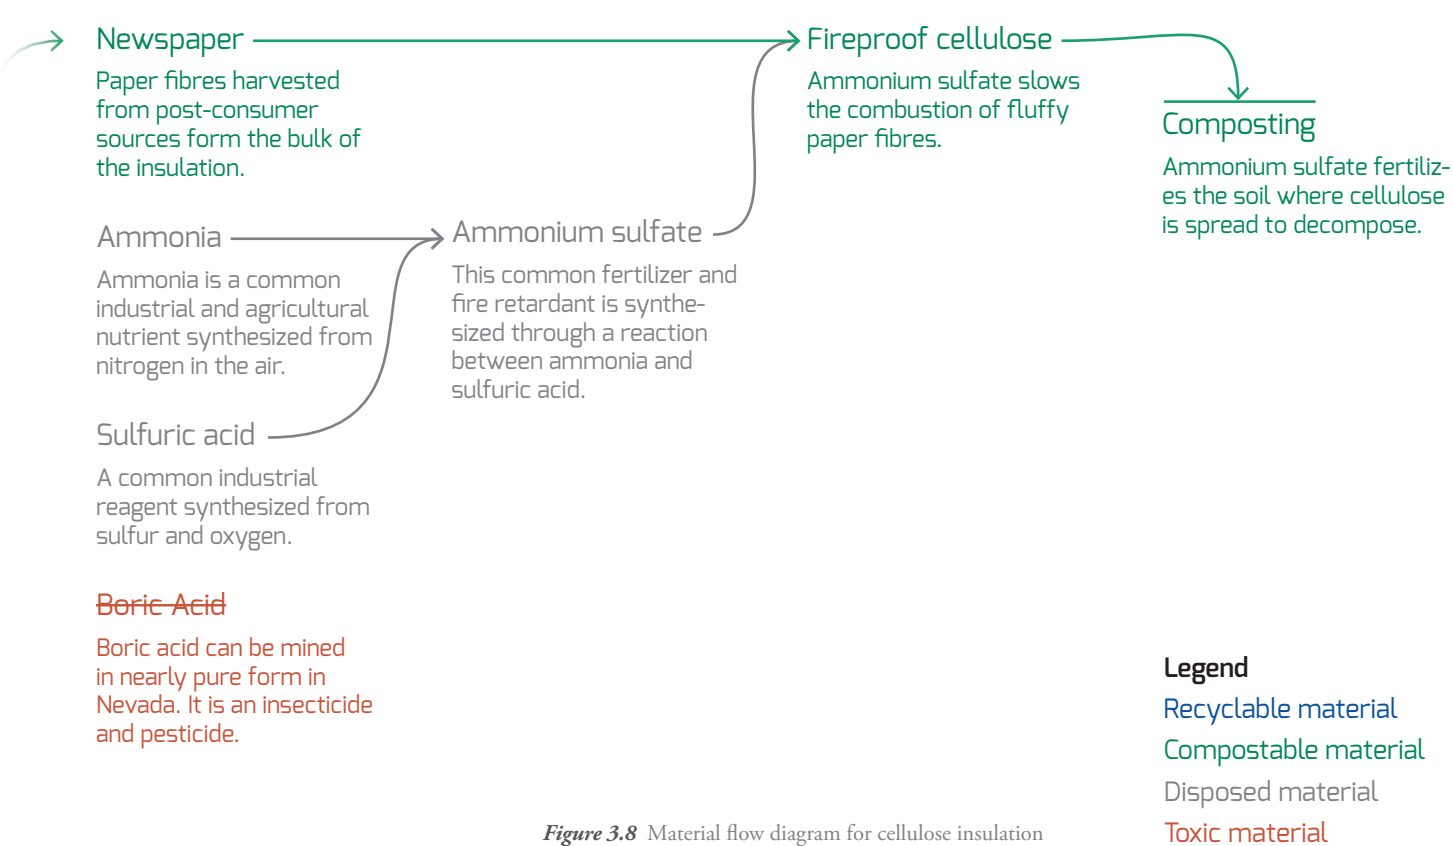 Newspaper
Paper fibres harvested
from post-consumer
sources form the bulk of
the insulation.
Fireproof cellulose
Ammonium sulfate slows
the combustion of fluffy
paper fibres.
Composting
Ammonium sulfate fertiliz-
es the soil where cellulose
is spread to decompose.
Ammonia
Ammonia is a common
industrial and agricultural
nutrient synthesized from
nitrogen in the air.
Ammonium sulfate
This common fertilizer and
fire retardant is synthe-
sized through a reaction
between ammonia and
sulfuric acid.
Sulfuric acid
A common industrial
reagent synthesized from
sulfur and oxygen.
Boric Acid
Boric acid can be mined
in nearly pure form in
Nevada. It is an insecticide
and pesticide.
Legend
Recyclable material
Compostable material
Disposed material
Toxic material
Figure 3.8 Material flow diagram for cellulose insulation